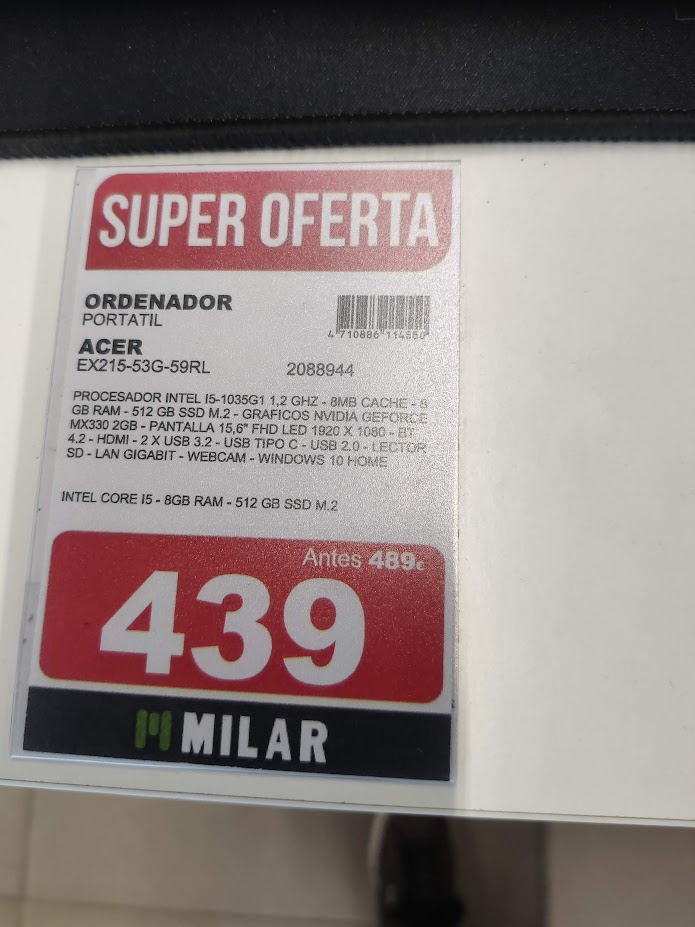 SUPER OFERTA
ORDENADOR
PORTATIL
4 710886 114550
ACER
EX215-53G-59RL 2088944
PROCESADOR INTEL I5-1035G1 1,2 GHZ - 8MB CACHE - 8
GB RAM - 512 GB SSD M.2 - GRAFICOS NVIDIA GEFORCE
MX330 2GB - PANTALLA 15,6" FHD LED 1920 X 1080 - BT
4.2 - HDMI - 2 X USB 3.2 - USB TIPO C - USB 2.0 - LECTOR
SD - LAN GIGABIT - WEBCAM - WINDOWS 10 HOME
INTEL CORE I5 - 8GB RAM - 512 GB SSD M.2
Antes 489€
439
MILAR